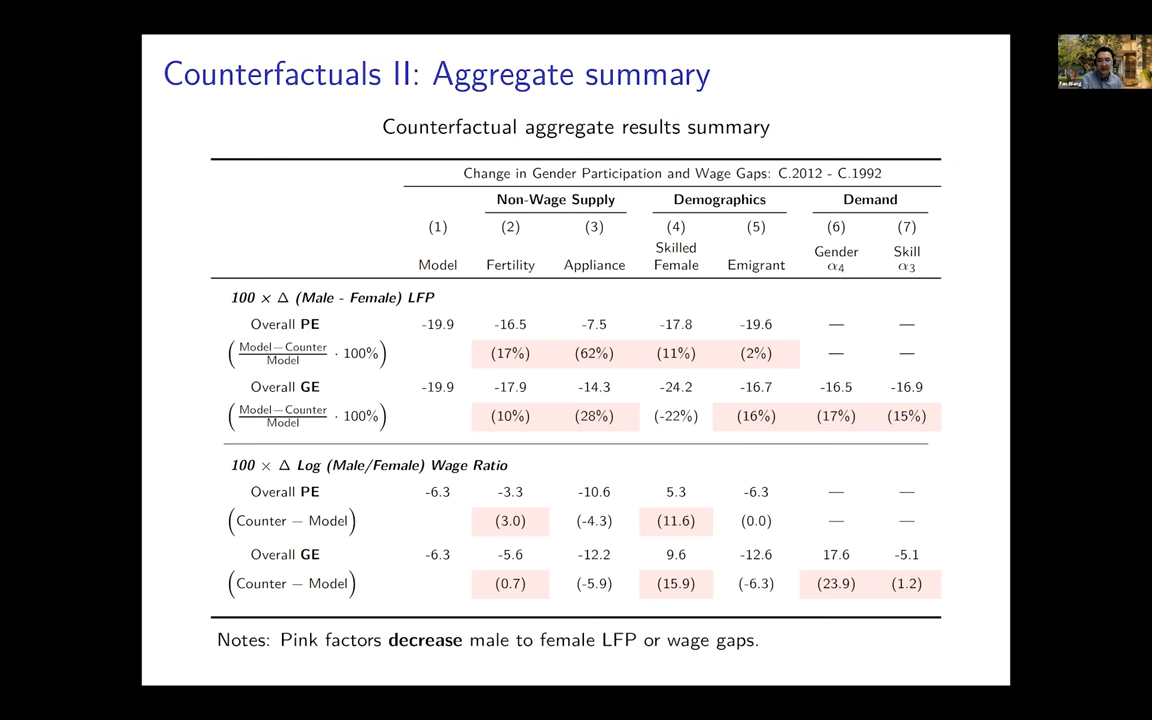 Counterfactuals II: Aggregate summary
Counterfactual aggregate results summary
Change in Gender Participation and Wage Gaps: C.2012 - C.1992
Non-Wage Supply Demographics Demand
(1) (2) (3) (4) (5) (6) (7)
Skilled Gender Skill
Model Fertility Appliance Female Emigrant α4 α3
100 x Δ (Male - Female) LFP
Overall PE -19.9 -16.5 -7.5 -17.8 -19.6 — —
(Model−Counter/Model · 100%) (17%) (62%) (11%) (2%) — —
Overall GE -19.9 -17.9 -14.3 -24.2 -16.7 -16.5 -16.9
(Model−Counter/Model · 100%) (10%) (28%) (-22%) (16%) (17%) (15%)
100 × Δ Log (Male/Female) Wage Ratio
Overall PE -6.3 -3.3 -10.6 5.3 -6.3 — —
(Counter − Model) (3.0) (-4.3) (11.6) (0.0) — —
Overall GE -6.3 -5.6 -12.2 9.6 -12.6 17.6 -5.1
(Counter − Model) (0.7) (-5.9) (15.9) (-6.3) (23.9) (1.2)
Notes: Pink factors decrease male to female LFP or wage gaps.
Fan Wang